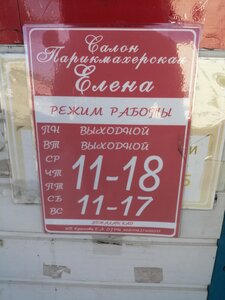 Салон
Парикмахерская
Елена
РЕЖИМ РАБОТЫ
ПН ВЫХОДНОЙ
ВТ ВЫХОДНОЙ
СР
ЧТ 11-18
ПТ
СБ 11-17
ВС